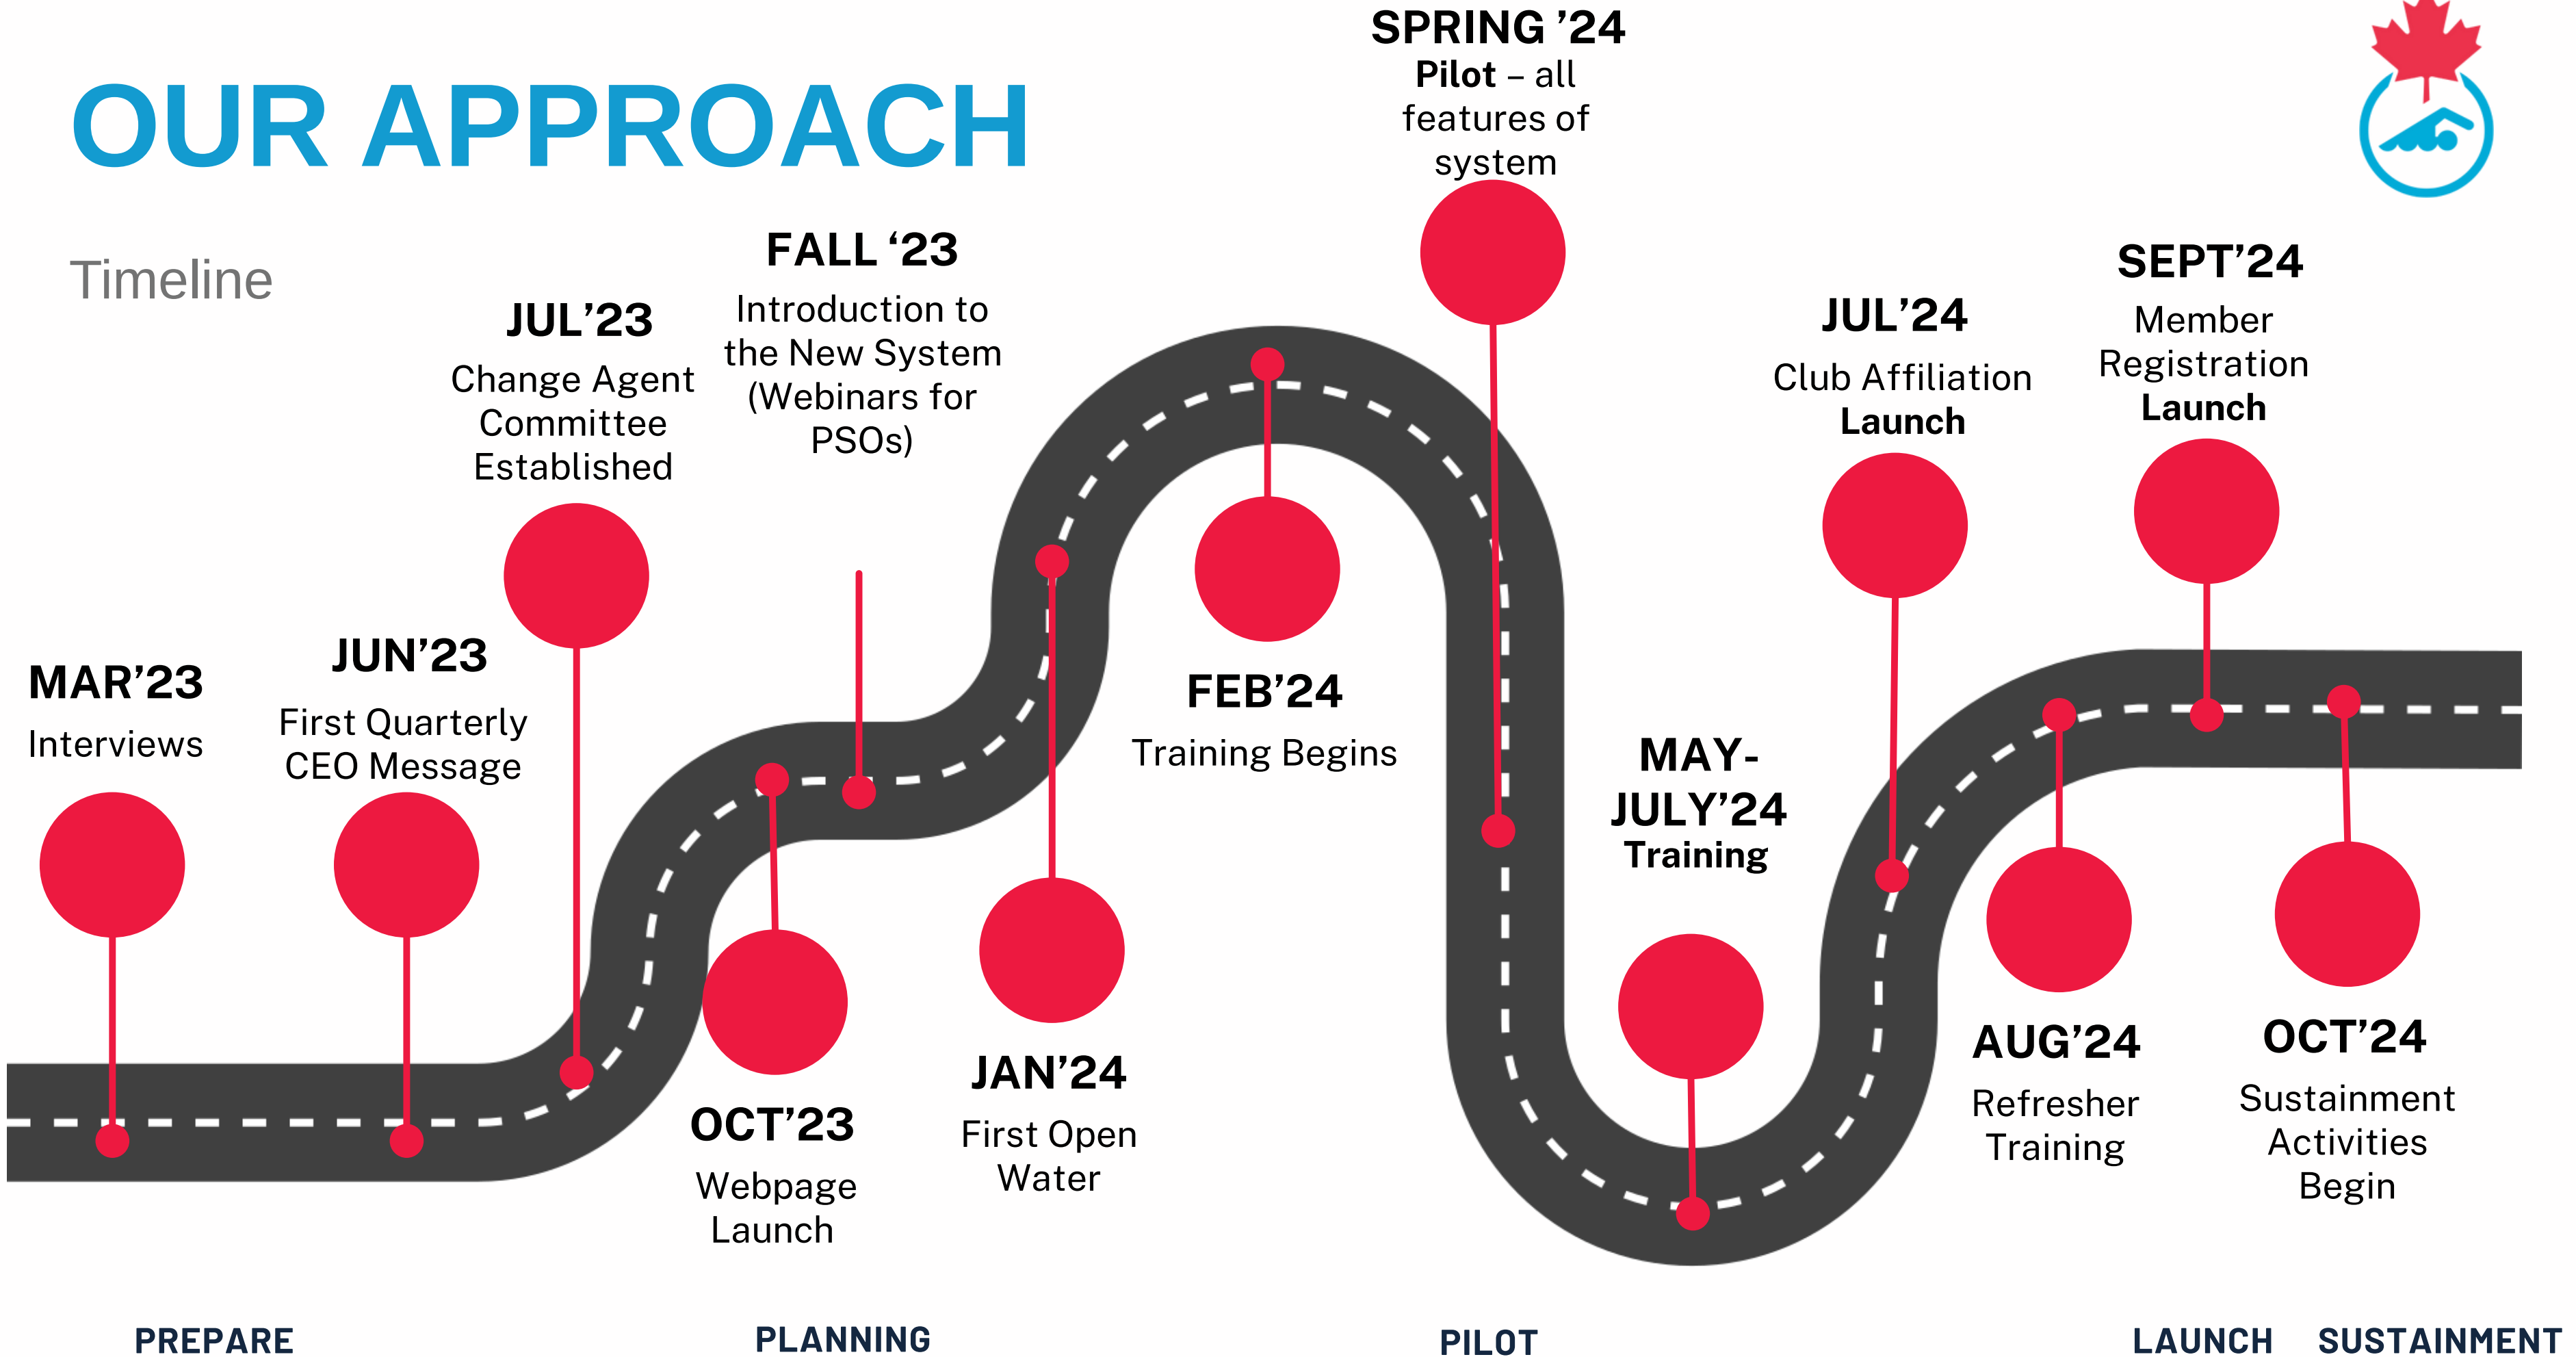 OUR APPROACH
Timeline
MAR’23
Interviews
JUN’23
First Quarterly
CEO Message
JUL’23
Change Agent
Committee
Established
OCT’23
Webpage
Launch
FALL ‘23
Introduction to
the New System
(Webinars for
PSOs)
JAN’24
First Open
Water
FEB’24
Training Begins
SPRING ’24
Pilot – all
features of
system
MAY-
JULY’24
Training
JUL’24
Club Affiliation
Launch
AUG’24
Refresher
Training
SEPT’24
Member
Registration
Launch
OCT’24
Sustainment
Activities
Begin
PREPARE
PLANNING
PILOT
LAUNCH
SUSTAINMENT